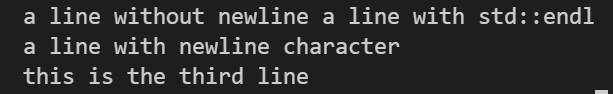 a line without newline a line with std::endl
a line with newline character
this is the third line